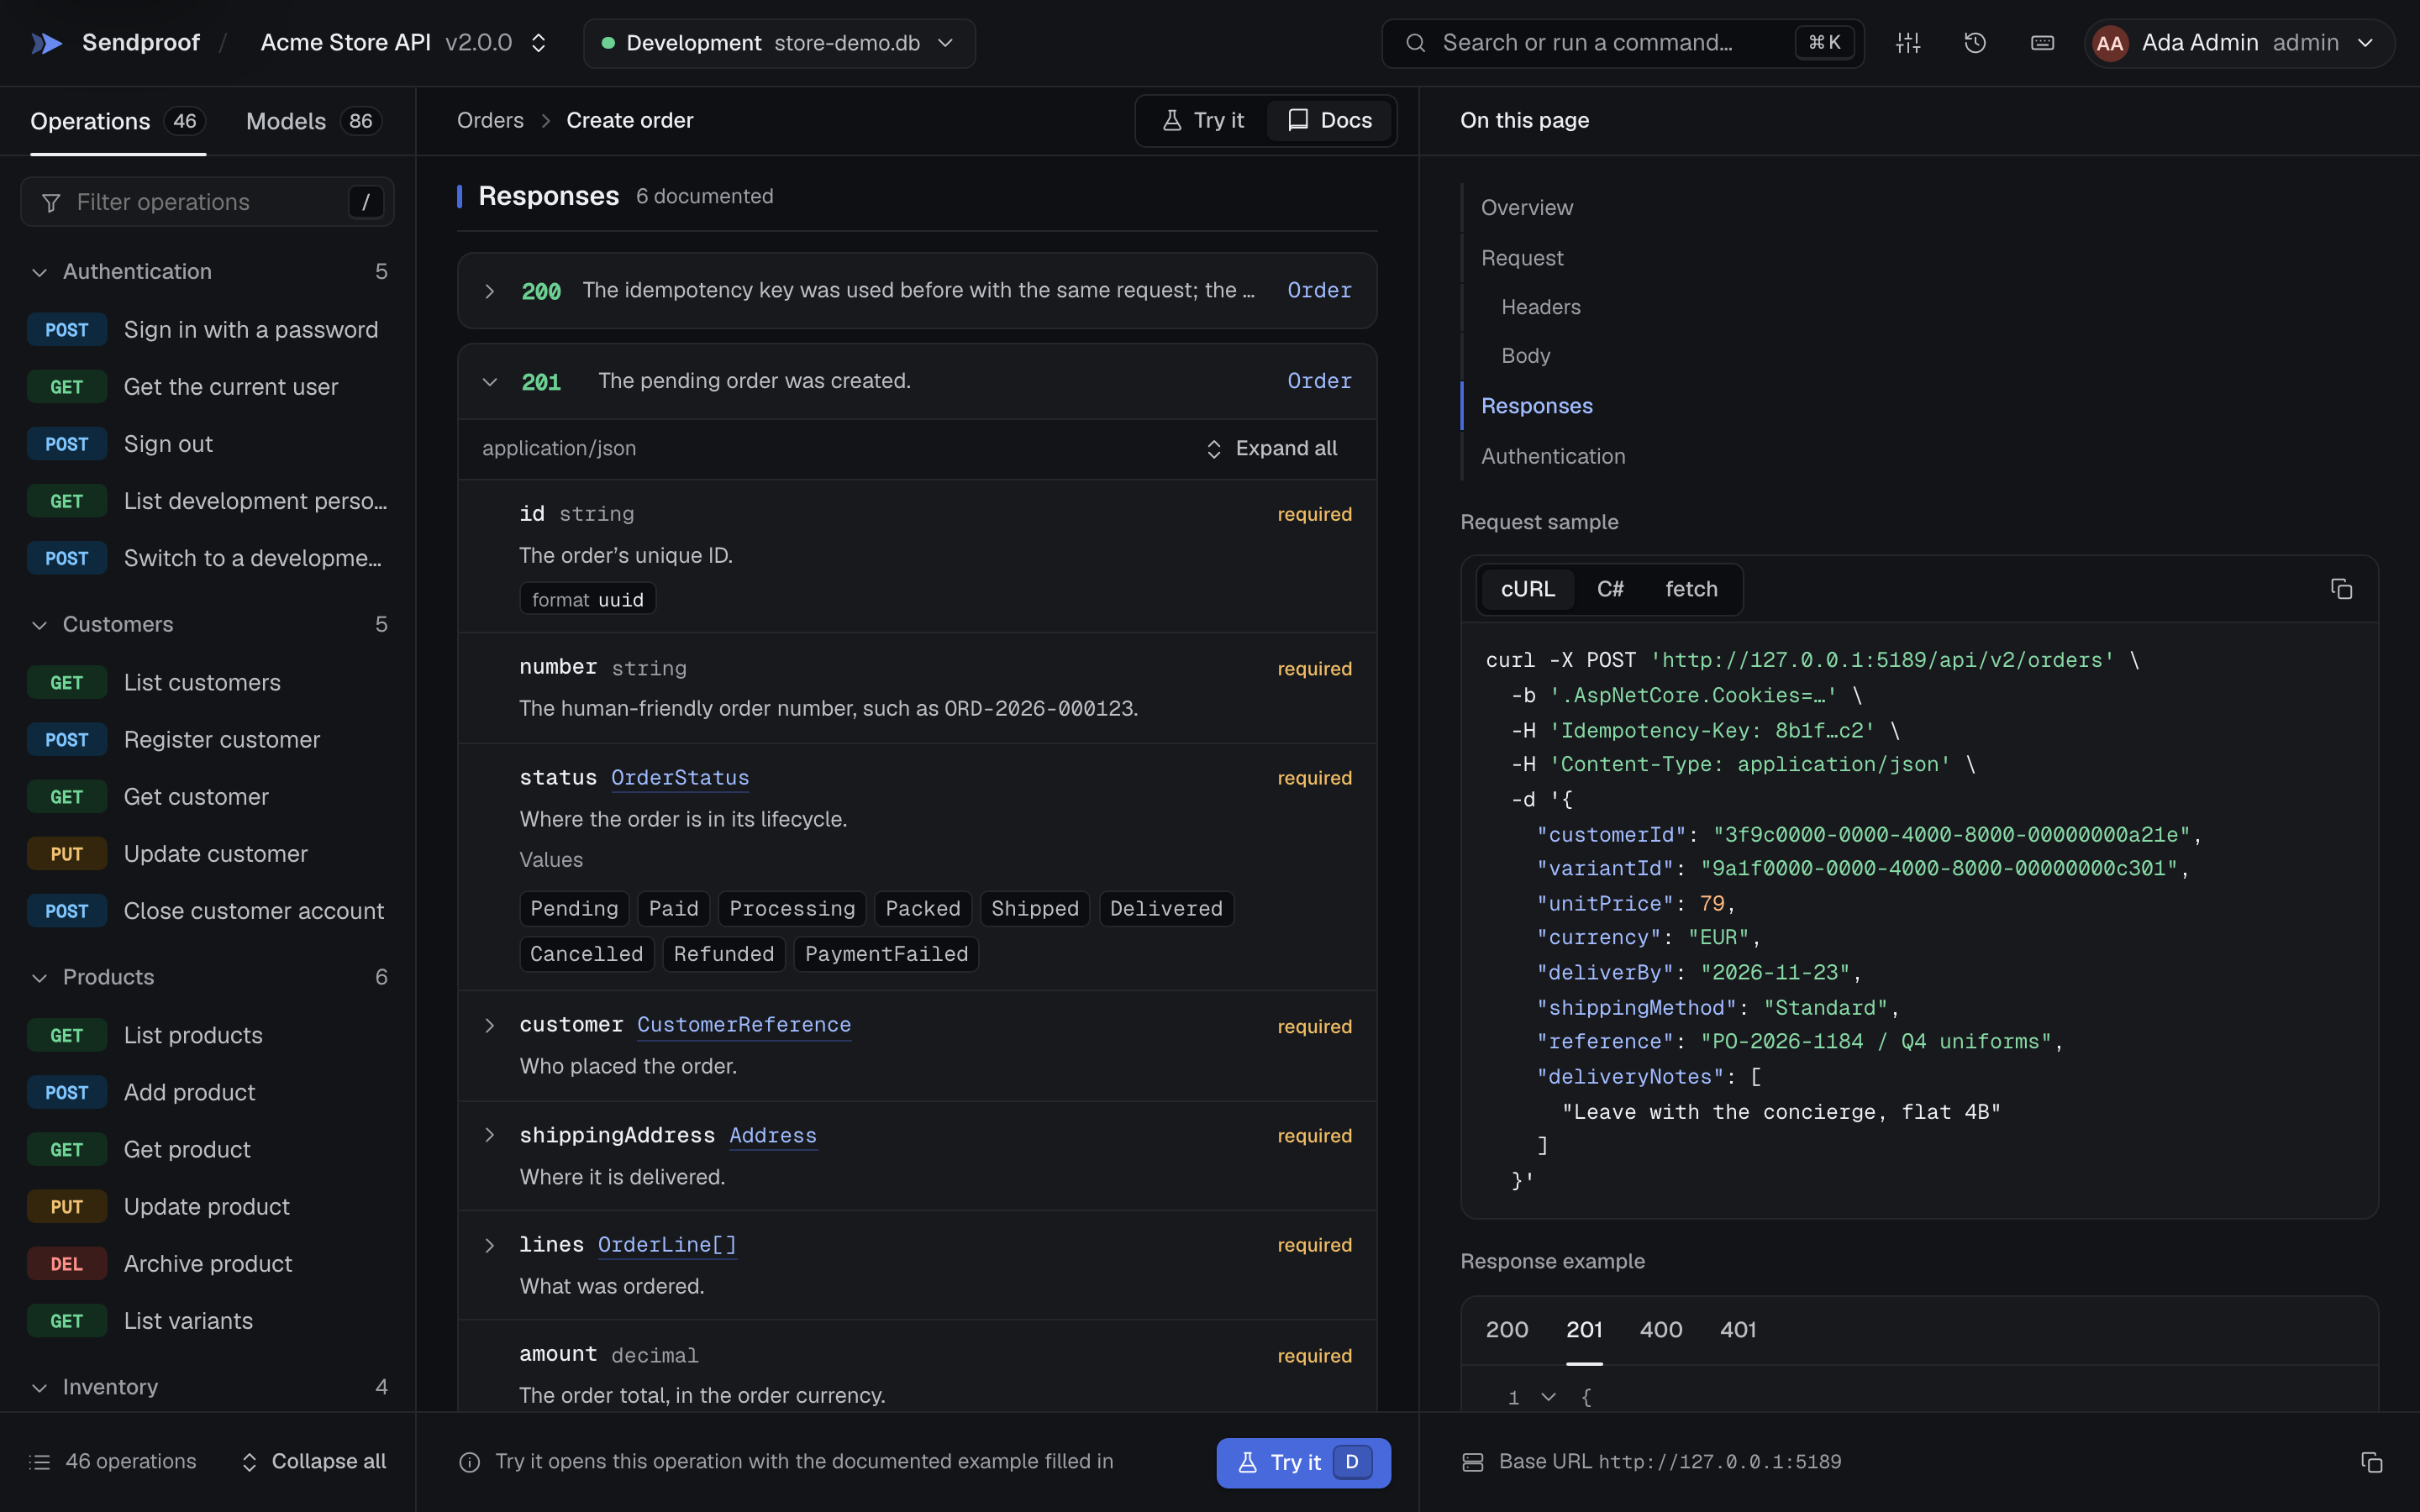 Sendproof / Acme Store API v2.0.0
Development store-demo.db
Search or run a command... ⌘K
AA Ada Admin admin
Operations 46 Models 86
Filter operations /
Authentication 5
POST Sign in with a password
GET Get the current user
POST Sign out
GET List development perso...
POST Switch to a developme...
Customers 5
GET List customers
POST Register customer
GET Get customer
PUT Update customer
POST Close customer account
Products 6
GET List products
POST Add product
GET Get product
PUT Update product
DEL Archive product
GET List variants
Inventory 4
46 operations Collapse all
Orders > Create order
Try it Docs
Responses 6 documented
200 The idempotency key was used before with the same request; the ... Order
201 The pending order was created. Order
application/json Expand all
id string required
The order’s unique ID.
format uuid
number string required
The human-friendly order number, such as ORD-2026-000123.
status OrderStatus required
Where the order is in its lifecycle.
Values
Pending Paid Processing Packed Shipped Delivered
Cancelled Refunded PaymentFailed
customer CustomerReference required
Who placed the order.
shippingAddress Address required
Where it is delivered.
lines OrderLine[] required
What was ordered.
amount decimal required
The order total, in the order currency.
Try it opens this operation with the documented example filled in
Try it D
On this page
Overview
Request
Headers
Body
Responses
Authentication
Request sample
cURL C# fetch
curl -X POST 'http://127.0.0.1:5189/api/v2/orders' \
-b '.AspNetCore.Cookies=…' \
-H 'Idempotency-Key: 8b1f…c2' \
-H 'Content-Type: application/json' \
-d '{
"customerId": "3f9c0000-0000-4000-8000-00000000a21e",
"variantId": "9a1f0000-0000-4000-8000-00000000c301",
"unitPrice": 79,
"currency": "EUR",
"deliverBy": "2026-11-23",
"shippingMethod": "Standard",
"reference": "PO-2026-1184 / Q4 uniforms",
"deliveryNotes": [
"Leave with the concierge, flat 4B"
]
}'
Response example
200 201 400 401
1 {
Base URL http://127.0.0.1:5189